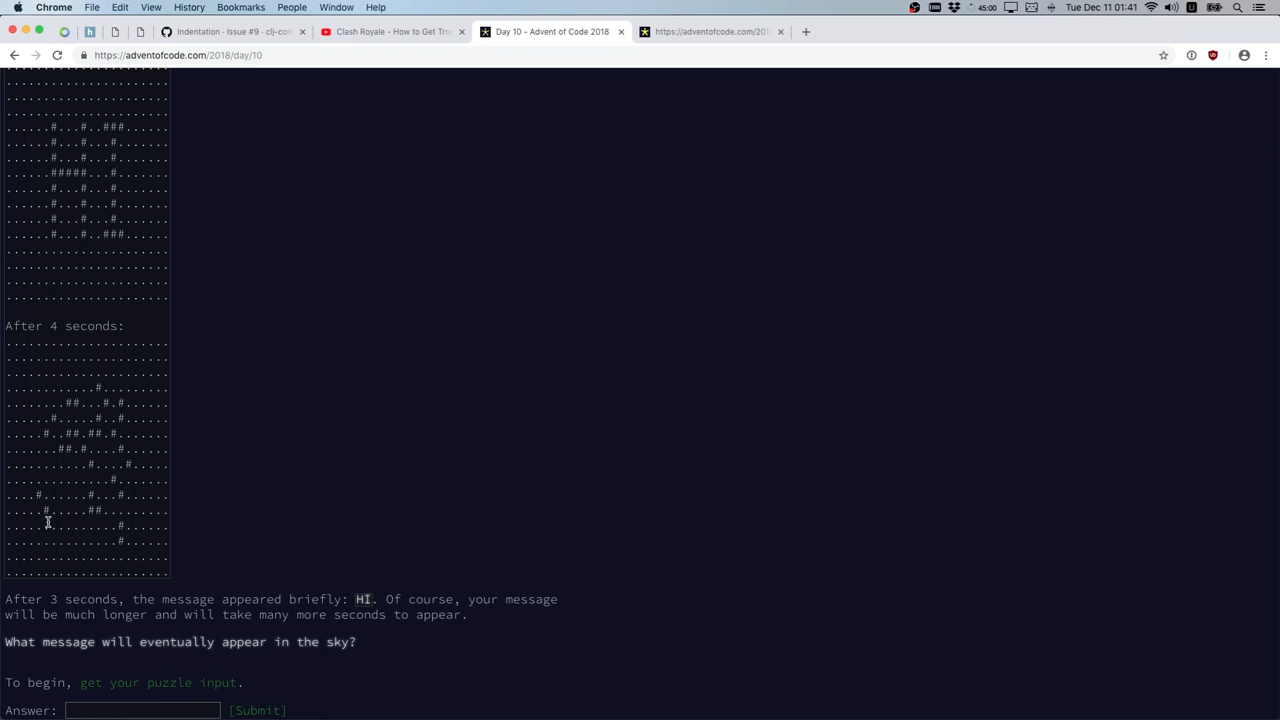 Chrome File Edit View History Bookmarks People Window Help 45:00 Tue Dec 11 01:41
Indentation · Issue #9 · clj-con
Clash Royale - How to Get Tro
Day 10 - Advent of Code 2018
https://adventofcode.com/201
https://adventofcode.com/2018/day/10
......................
......................
......................
......................
......#...#..###......
......#...#...#.......
......#...#...#.......
......#####...#.......
......#...#...#.......
......#...#...#.......
......#...#...#.......
......#...#..###......
......................
......................
......................
......................
After 4 seconds:
......................
......................
......................
............#.........
........##...#.#......
......#.....#..#......
.....#..##.##.#.......
.......##.#....#......
...........#....#.....
..............#.......
....#......#...#......
.....#.....##.........
...............#......
...............#......
......................
......................
After 3 seconds, the message appeared briefly: HI. Of course, your message
will be much longer and will take many more seconds to appear.
What message will eventually appear in the sky?
To begin, get your puzzle input.
Answer: [Submit]